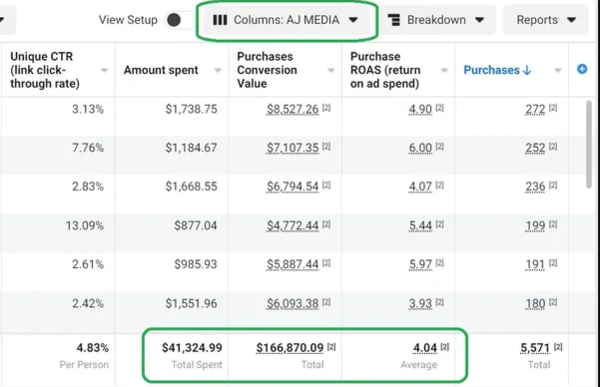 View Setup Columns: AJ MEDIA Breakdown Reports
Unique CTR (link click-through rate) Amount spent Purchases Conversion Value Purchase ROAS (return on ad spend) Purchases ↓
3.13% $1,738.75 $8,527.26 [2] 4.90 [2] 272 [2]
7.76% $1,184.67 $7,107.35 [2] 6.00 [2] 252 [2]
2.83% $1,668.55 $6,794.54 [2] 4.07 [2] 236 [2]
13.09% $877.04 $4,772.44 [2] 5.44 [2] 199 [2]
2.61% $985.93 $5,887.44 [2] 5.97 [2] 191 [2]
2.42% $1,551.96 $6,093.38 [2] 3.93 [2] 180 [2]
4.83% $41,324.99 $166,870.09 [2] 4.04 [2] 5,571 [2]
Per Person Total Spent Total Average Total